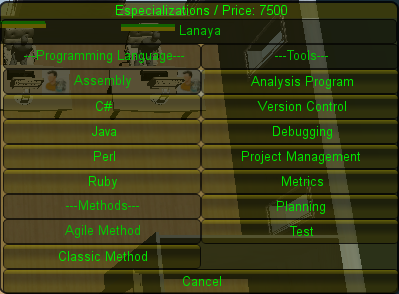 Especializations / Price: 7500
Lanaya
---Programming Language---
Assembly
C#
Java
Perl
Ruby
---Methods---
Agile Method
Classic Method
---Tools---
Analysis Program
Version Control
Debugging
Project Management
Metrics
Planning
Test
Cancel